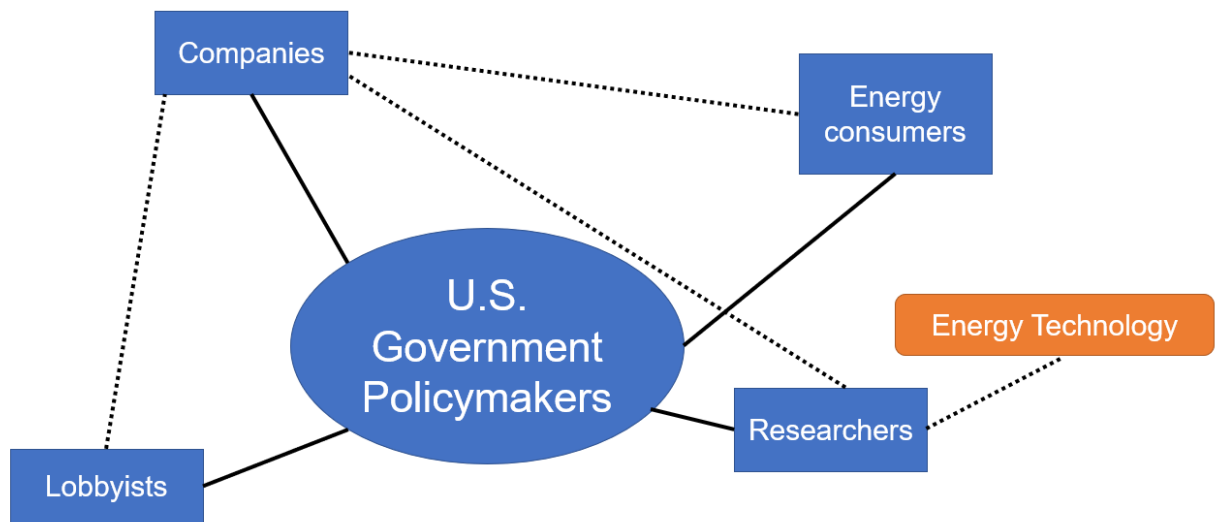 Companies
Energy
consumers
U.S.
Government
Policymakers
Energy Technology
Researchers
Lobbyists